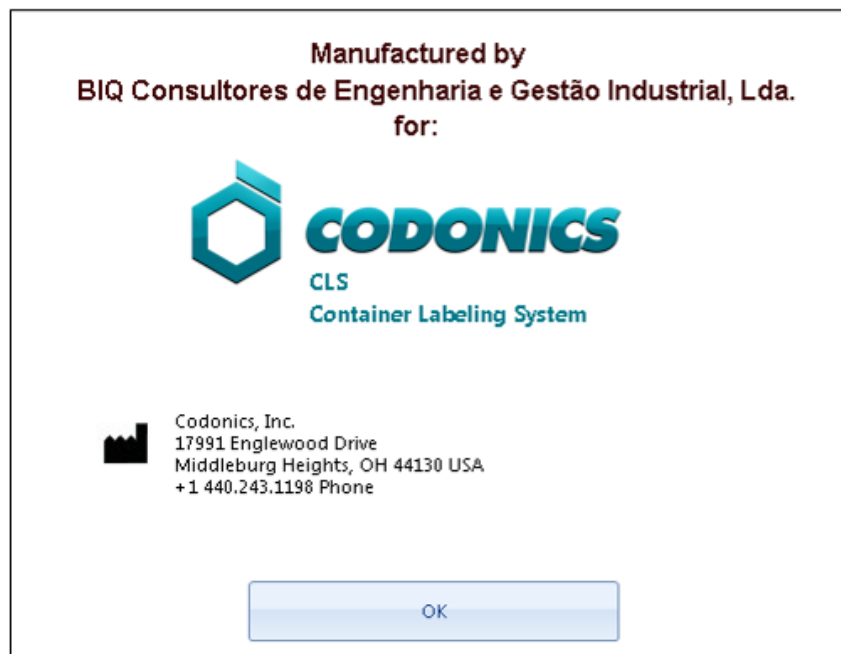 Manufactured by
BIQ Consultores de Engenharia e Gestão Industrial, Lda.
for:
CODONICS
CLS
Container Labeling System
Codonics, Inc.
17991 Englewood Drive
Middleburg Heights, OH 44130 USA
+1 440.243.1198 Phone
OK